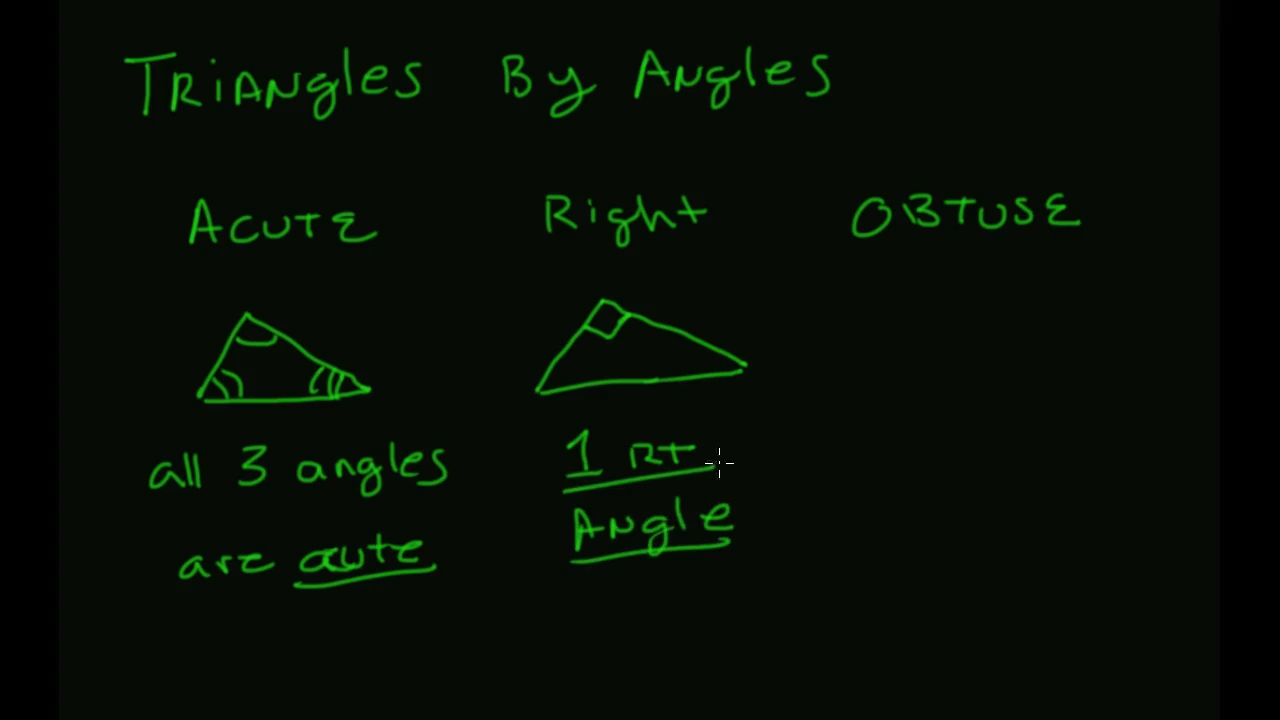 TRiANgles By ANgles
ACUTE Right OBTUSE
all 3 angles
are acute
1 Rt
ANgle